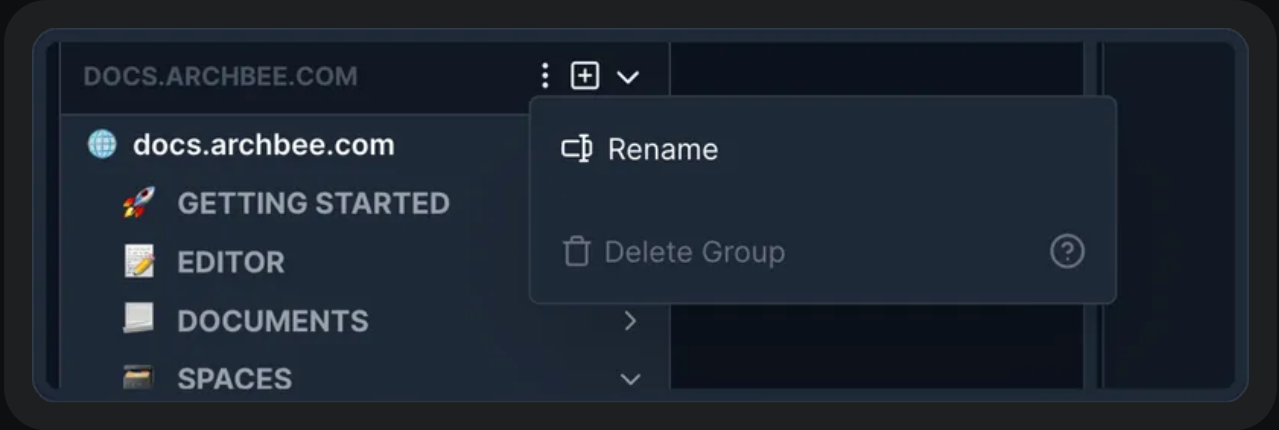 DOCS.ARCHBEE.COM
docs.archbee.com
Rename
GETTING STARTED
EDITOR
Delete Group
DOCUMENTS
SPACES